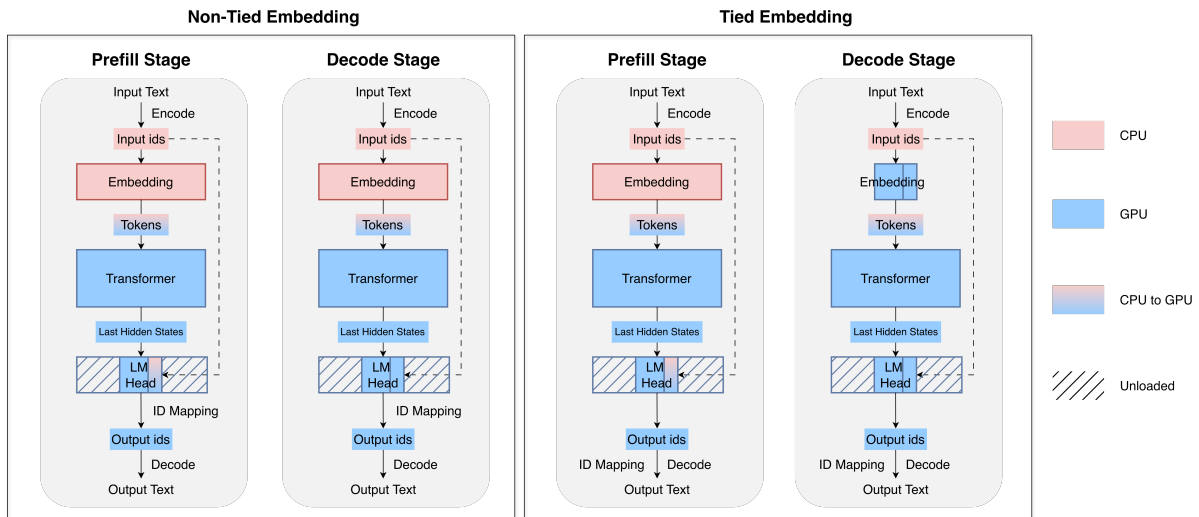 Non-Tied Embedding
Prefill Stage
Input Text
Encode
Input ids
Embedding
Tokens
Transformer
Last Hidden States
LM
Head
ID Mapping
Output ids
Decode
Output Text
Decode Stage
Input Text
Encode
Input ids
Embedding
Tokens
Transformer
Last Hidden States
LM
Head
ID Mapping
Output ids
Decode
Output Text
Tied Embedding
Prefill Stage
Input Text
Encode
Input ids
Embedding
Tokens
Transformer
Last Hidden States
LM
Head
Output ids
ID Mapping Decode
Output Text
Decode Stage
Input Text
Encode
Input ids
Embedding
Tokens
Transformer
Last Hidden States
LM
Head
Output ids
ID Mapping Decode
Output Text
CPU
GPU
CPU to GPU
Unloaded